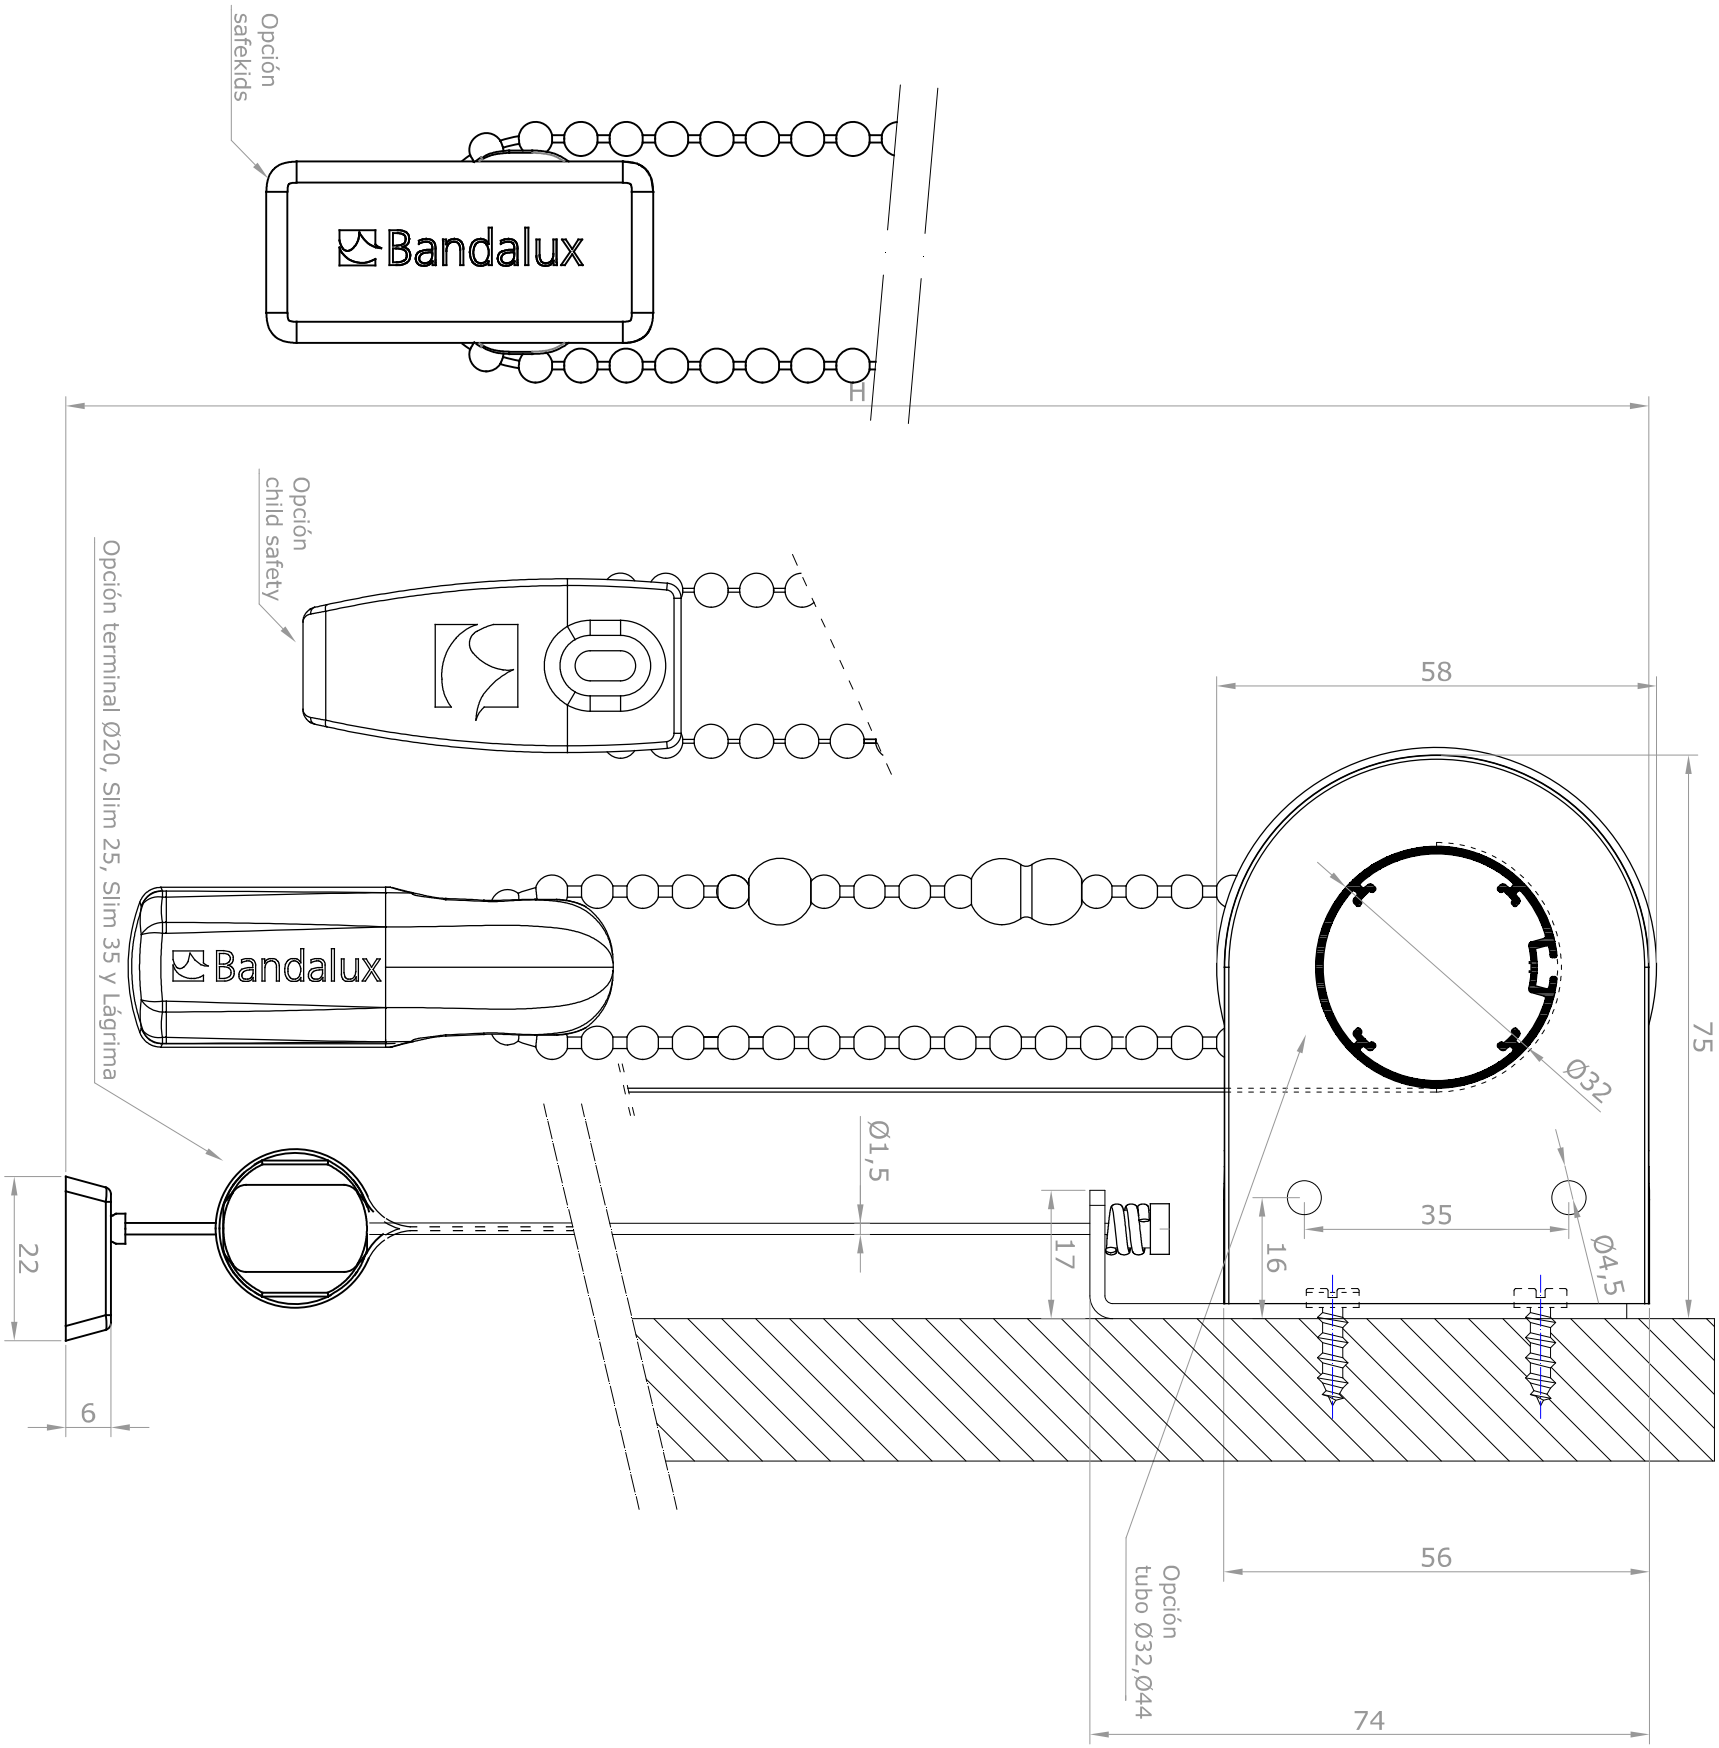 Opción
safekids
Bandalux
H
Opción
child safety
58
75
Opción terminal Ø20, Slim 25, Slim 35 y Lágrima
Bandalux
Ø32
Ø1,5
35
Ø4,5
17
16
22
6
56
Opción
tubo Ø32,Ø44
74